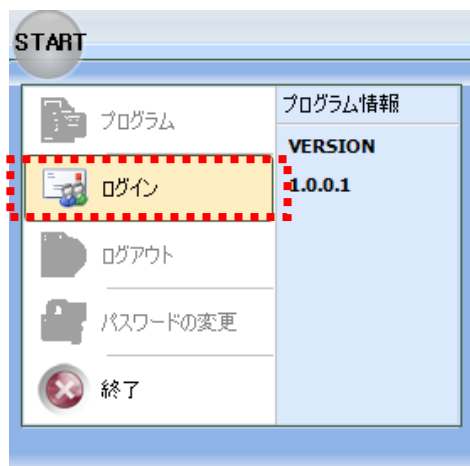 START
プログラム
ログイン
ログアウト
パスワードの変更
終了
プログラム情報
VERSION
1.0.0.1